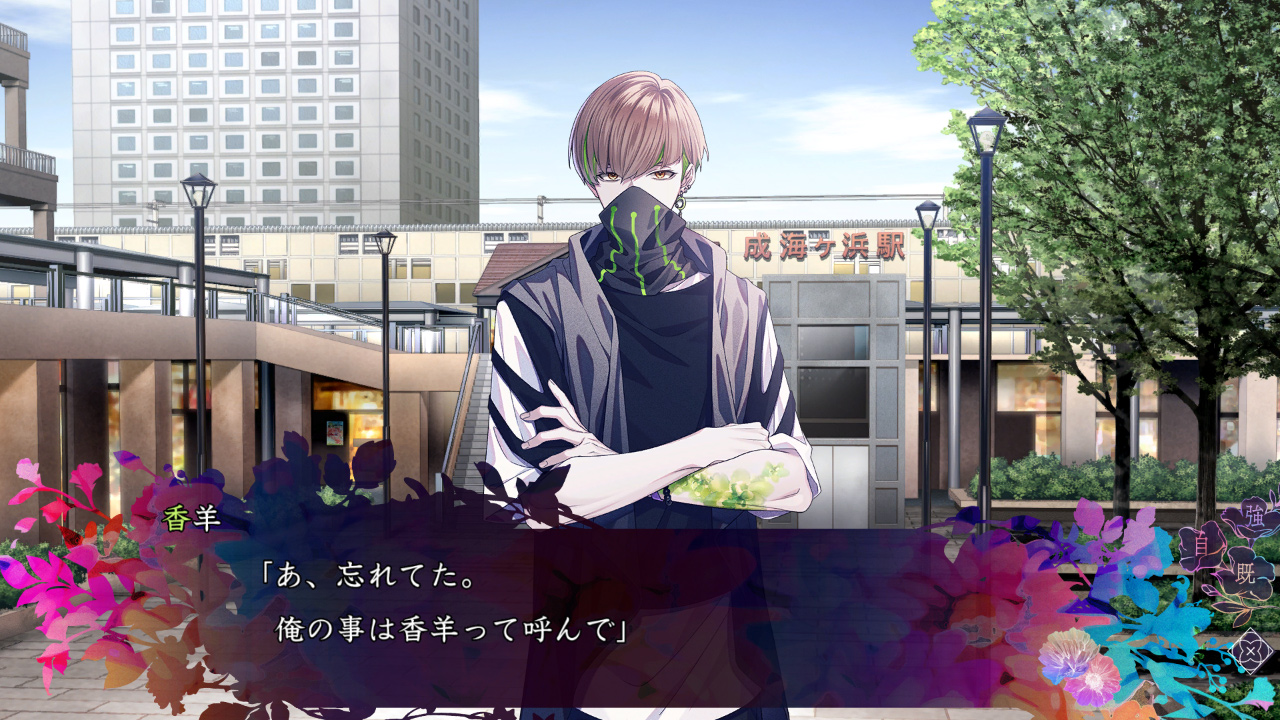 成海ヶ浜駅
香羊
「あ、忘れてた。
俺の事は香羊って呼んで」
強
自
既